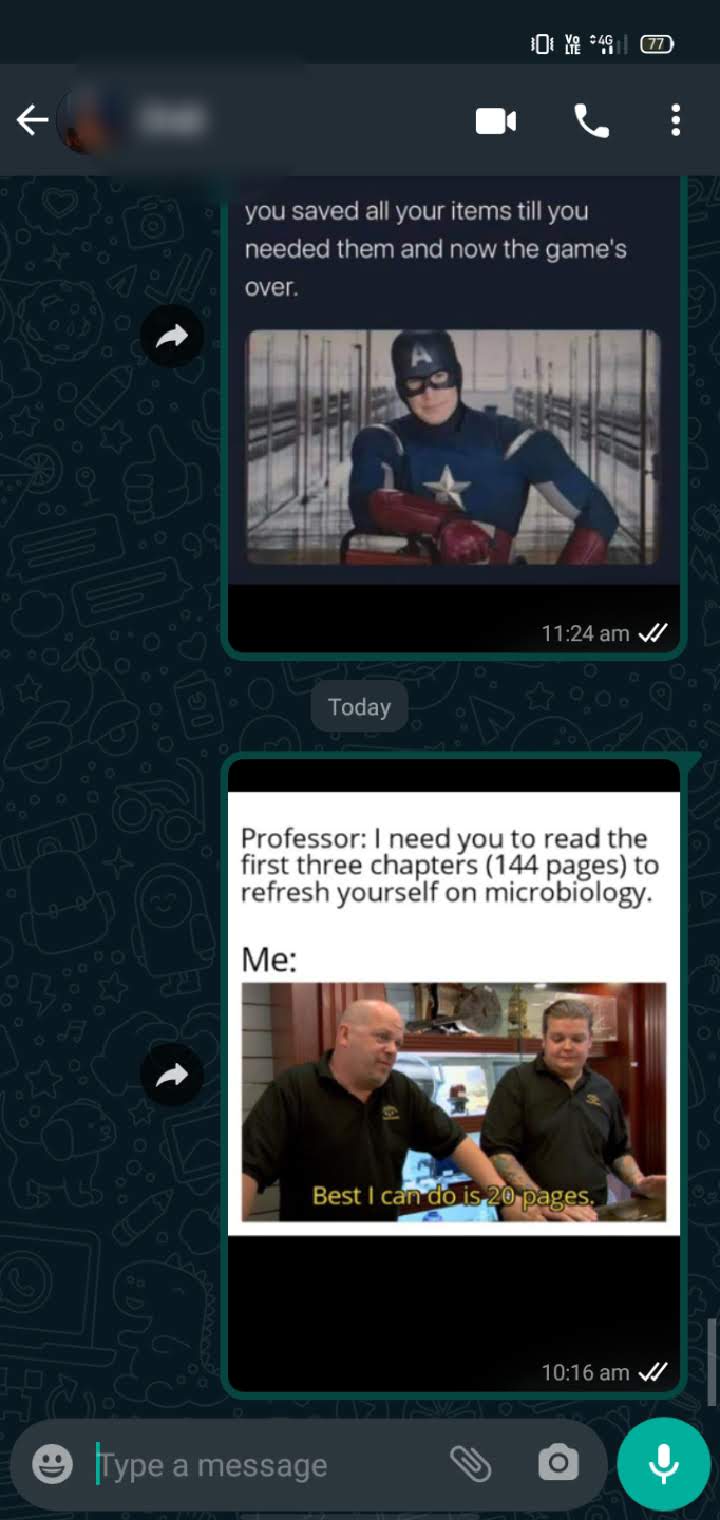 Vo
LTE
4G
77
you saved all your items till you
needed them and now the game's
over.
A
11:24 am
Today
Professor: I need you to read the
first three chapters (144 pages) to
refresh yourself on microbiology.
Me:
Best I can do is 20 pages.
10:16 am
Type a message